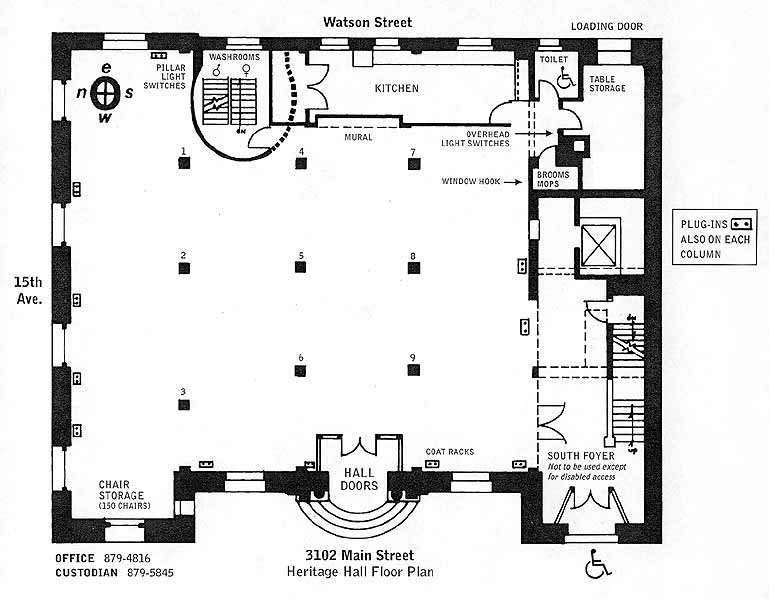 Watson Street
LOADING DOOR
WASHROOMS
TOILET
PILLAR
LIGHT
SWITCHES
e
n
s
w
KITCHEN
TABLE
STORAGE
MURAL
OVERHEAD
LIGHT SWITCHES
1
4
7
WINDOW HOOK
BROOMS
MOPS
PLUG-INS
ALSO ON EACH
COLUMN
2
5
8
15th
Ave.
dn
dn
6
9
3
up
COAT RACKS
SOUTH FOYER
Not to be used except
for disabled access
HALL
DOORS
CHAIR
STORAGE
(150 CHAIRS)
OFFICE 879-4816
CUSTODIAN 879-5845
3102 Main Street
Heritage Hall Floor Plan